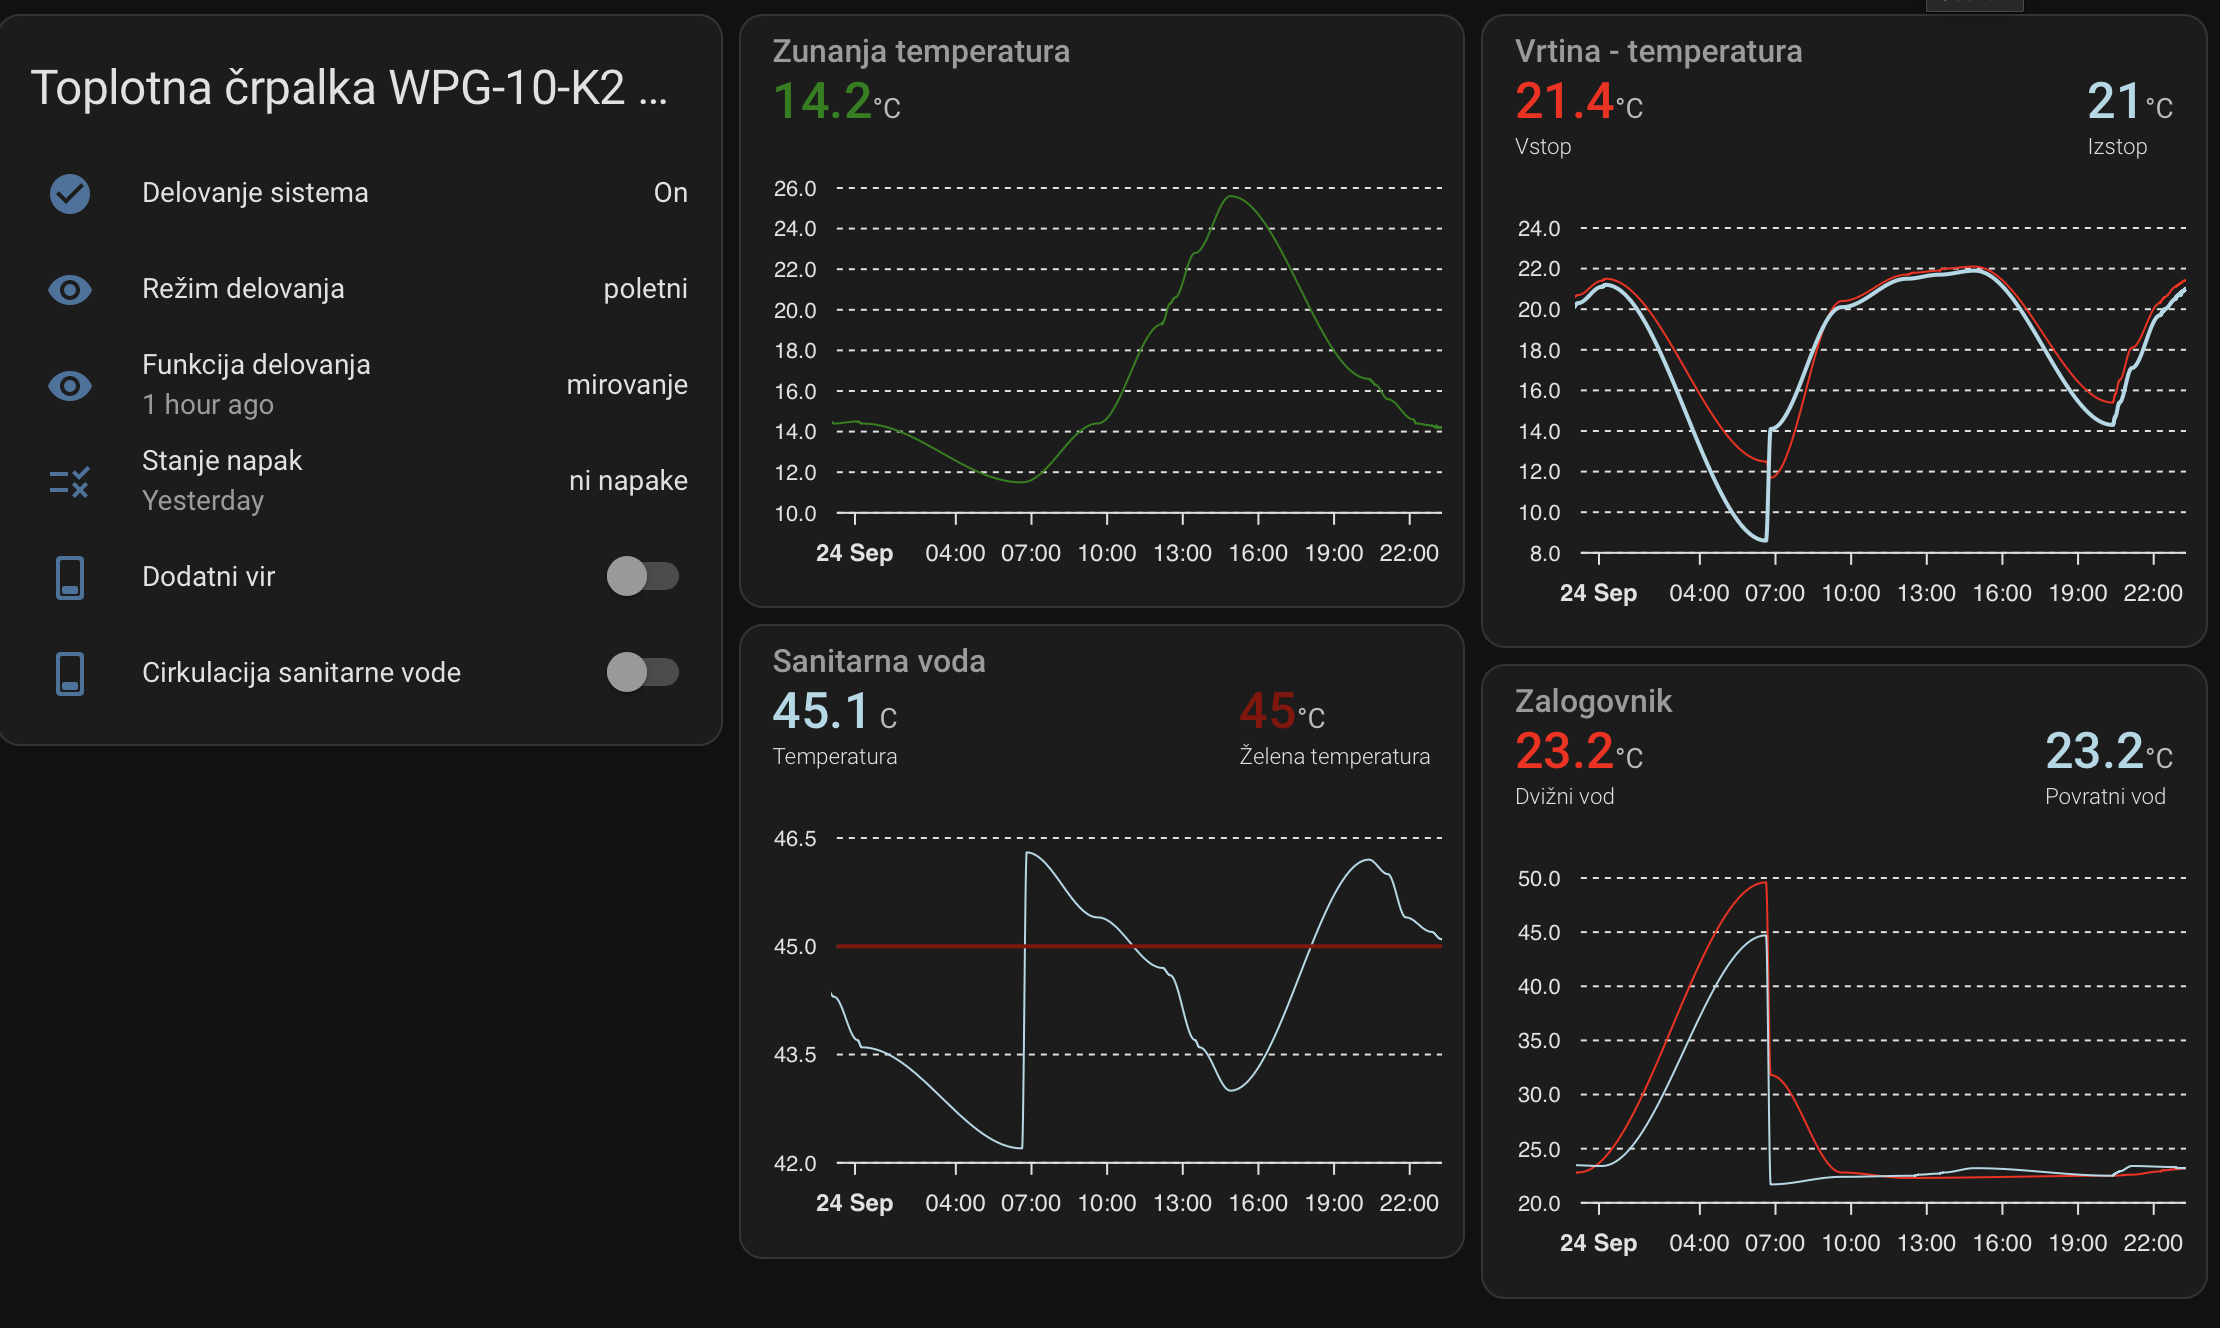 Toplotna črpalka WPG-10-K2 ...
Delovanje sistema On
Režim delovanja poletni
Funkcija delovanja mirovanje
1 hour ago
Stanje napak ni napake
Yesterday
Dodatni vir
Cirkulacija sanitarne vode
Zunanja temperatura
14.2°C
26.0
24.0
22.0
20.0
18.0
16.0
14.0
12.0
10.0
24 Sep 04:00 07:00 10:00 13:00 16:00 19:00 22:00
Sanitarna voda
45.1 C 45°C
Temperatura Želena temperatura
46.5
45.0
43.5
42.0
24 Sep 04:00 07:00 10:00 13:00 16:00 19:00 22:00
Vrtina - temperatura
21.4°C 21°C
Vstop Izstop
24.0
22.0
20.0
18.0
16.0
14.0
12.0
10.0
8.0
24 Sep 04:00 07:00 10:00 13:00 16:00 19:00 22:00
Zalogovnik
23.2°C 23.2°C
Dvižni vod Povratni vod
50.0
45.0
40.0
35.0
30.0
25.0
20.0
24 Sep 04:00 07:00 10:00 13:00 16:00 19:00 22:00